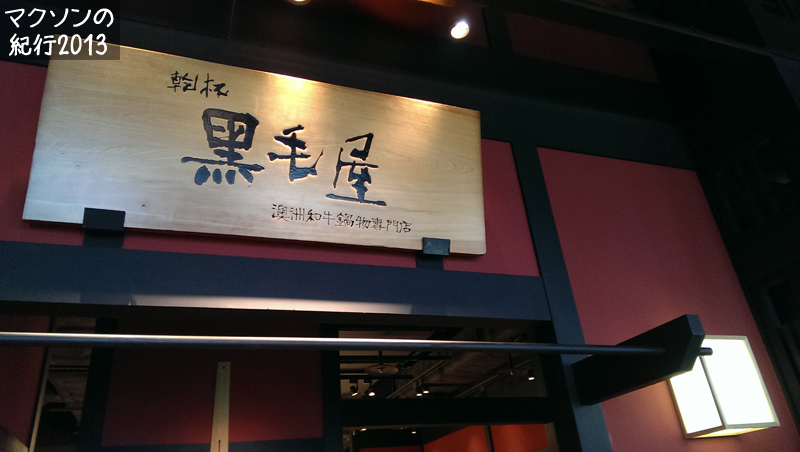 マクソンの
紀行2013
乾杯
黒毛屋
澳洲和牛鍋物專門店